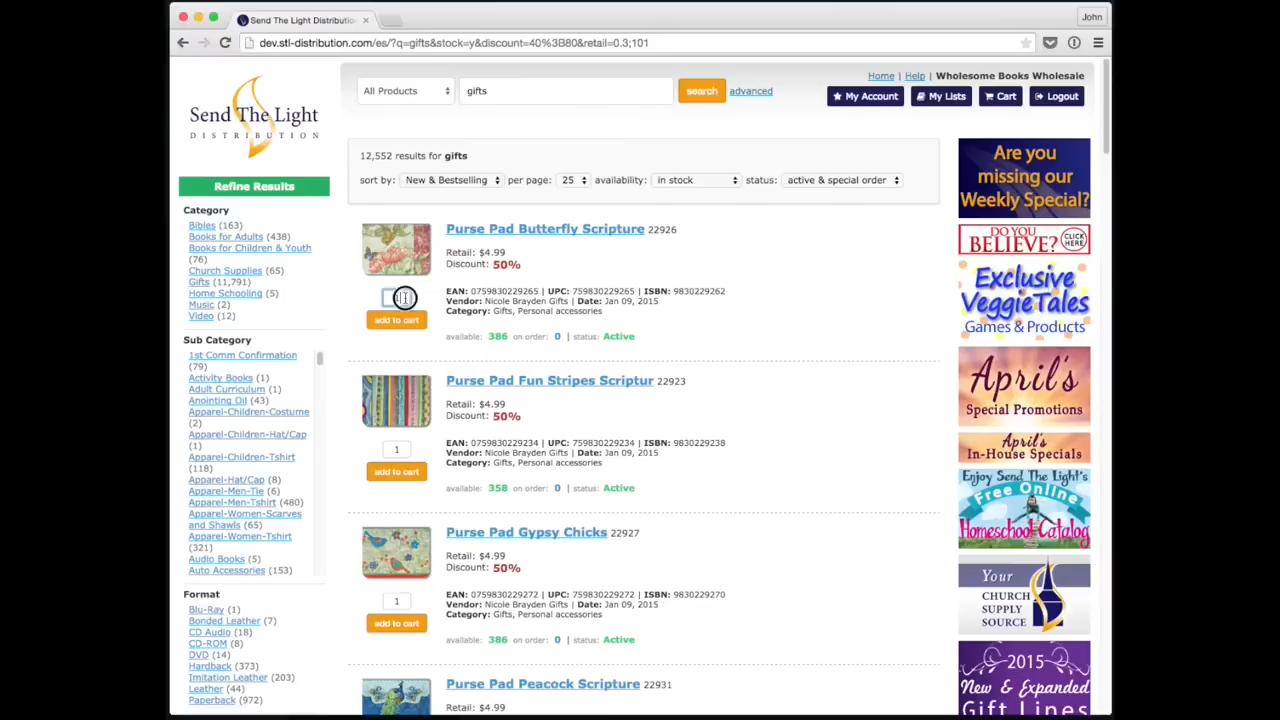 Send The Light Distributio
John
dev.stl-distribution.com/es/?q=gifts&stock=y&discount=40%3B80&retail=0.3;101
Send The Light
DISTRIBUTION
All Products
gifts
search
advanced
Home | Help | Wholesome Books Wholesale
My Account
My Lists
Cart
Logout
Refine Results
Category
Bibles (163)
Books for Adults (438)
Books for Children & Youth
(76)
Church Supplies (65)
Gifts (11,791)
Home Schooling (5)
Music (2)
Video (12)
Sub Category
1st Comm Confirmation
(79)
Activity Books (1)
Adult Curriculum (1)
Anointing Oil (43)
Apparel-Children-Costume
(2)
Apparel-Children-Hat/Cap
(1)
Apparel-Children-Tshirt
(118)
Apparel-Hat/Cap (8)
Apparel-Men-Tie (6)
Apparel-Men-Tshirt (480)
Apparel-Women-Scarves
and Shawls (65)
Apparel-Women-Tshirt
(321)
Audio Books (5)
Auto Accessories (153)
Format
Blu-Ray (1)
Bonded Leather (7)
CD Audio (18)
CD-ROM (8)
DVD (14)
Hardback (373)
Imitation Leather (203)
Leather (44)
Paperback (972)
12,552 results for gifts
sort by: New & Bestselling per page: 25 availability: in stock status: active & special order
Purse Pad Butterfly Scripture 22926
Retail: $4.99
Discount: 50%
EAN: 0759830229265 | UPC: 759830229265 | ISBN: 9830229262
Vendor: Nicole Brayden Gifts | Date: Jan 09, 2015
Category: Gifts, Personal accessories
add to cart
available: 386 on order: 0 | status: Active
Purse Pad Fun Stripes Scriptur 22923
Retail: $4.99
Discount: 50%
EAN: 0759830229234 | UPC: 759830229234 | ISBN: 9830229238
Vendor: Nicole Brayden Gifts | Date: Jan 09, 2015
Category: Gifts, Personal accessories
1
add to cart
available: 358 on order: 0 | status: Active
Purse Pad Gypsy Chicks 22927
Retail: $4.99
Discount: 50%
EAN: 0759830229272 | UPC: 759830229272 | ISBN: 9830229270
Vendor: Nicole Brayden Gifts | Date: Jan 09, 2015
Category: Gifts, Personal accessories
1
add to cart
available: 386 on order: 0 | status: Active
Purse Pad Peacock Scripture 22931
Retail: $4.99
Are you
missing our
Weekly Special?
DO YOU
BELIEVE?
CLICK
HERE
Exclusive
VeggieTales
Games & Products
April's
Special Promotions
April's
In-House Specials
Enjoy Send The Light's
Free Online
Homeschool Catalog
Your
CHURCH
SUPPLY
SOURCE
2015
New & Expanded
Gift Lines